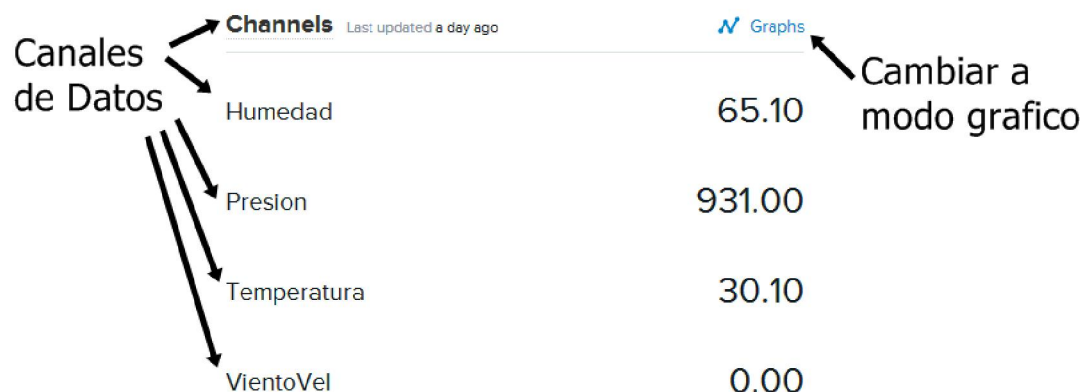 Channels Last updated a day ago
Graphs
Canales
de Datos
Cambiar a
modo grafico
Humedad 65.10
Presion 931.00
Temperatura 30.10
VientoVel 0.00